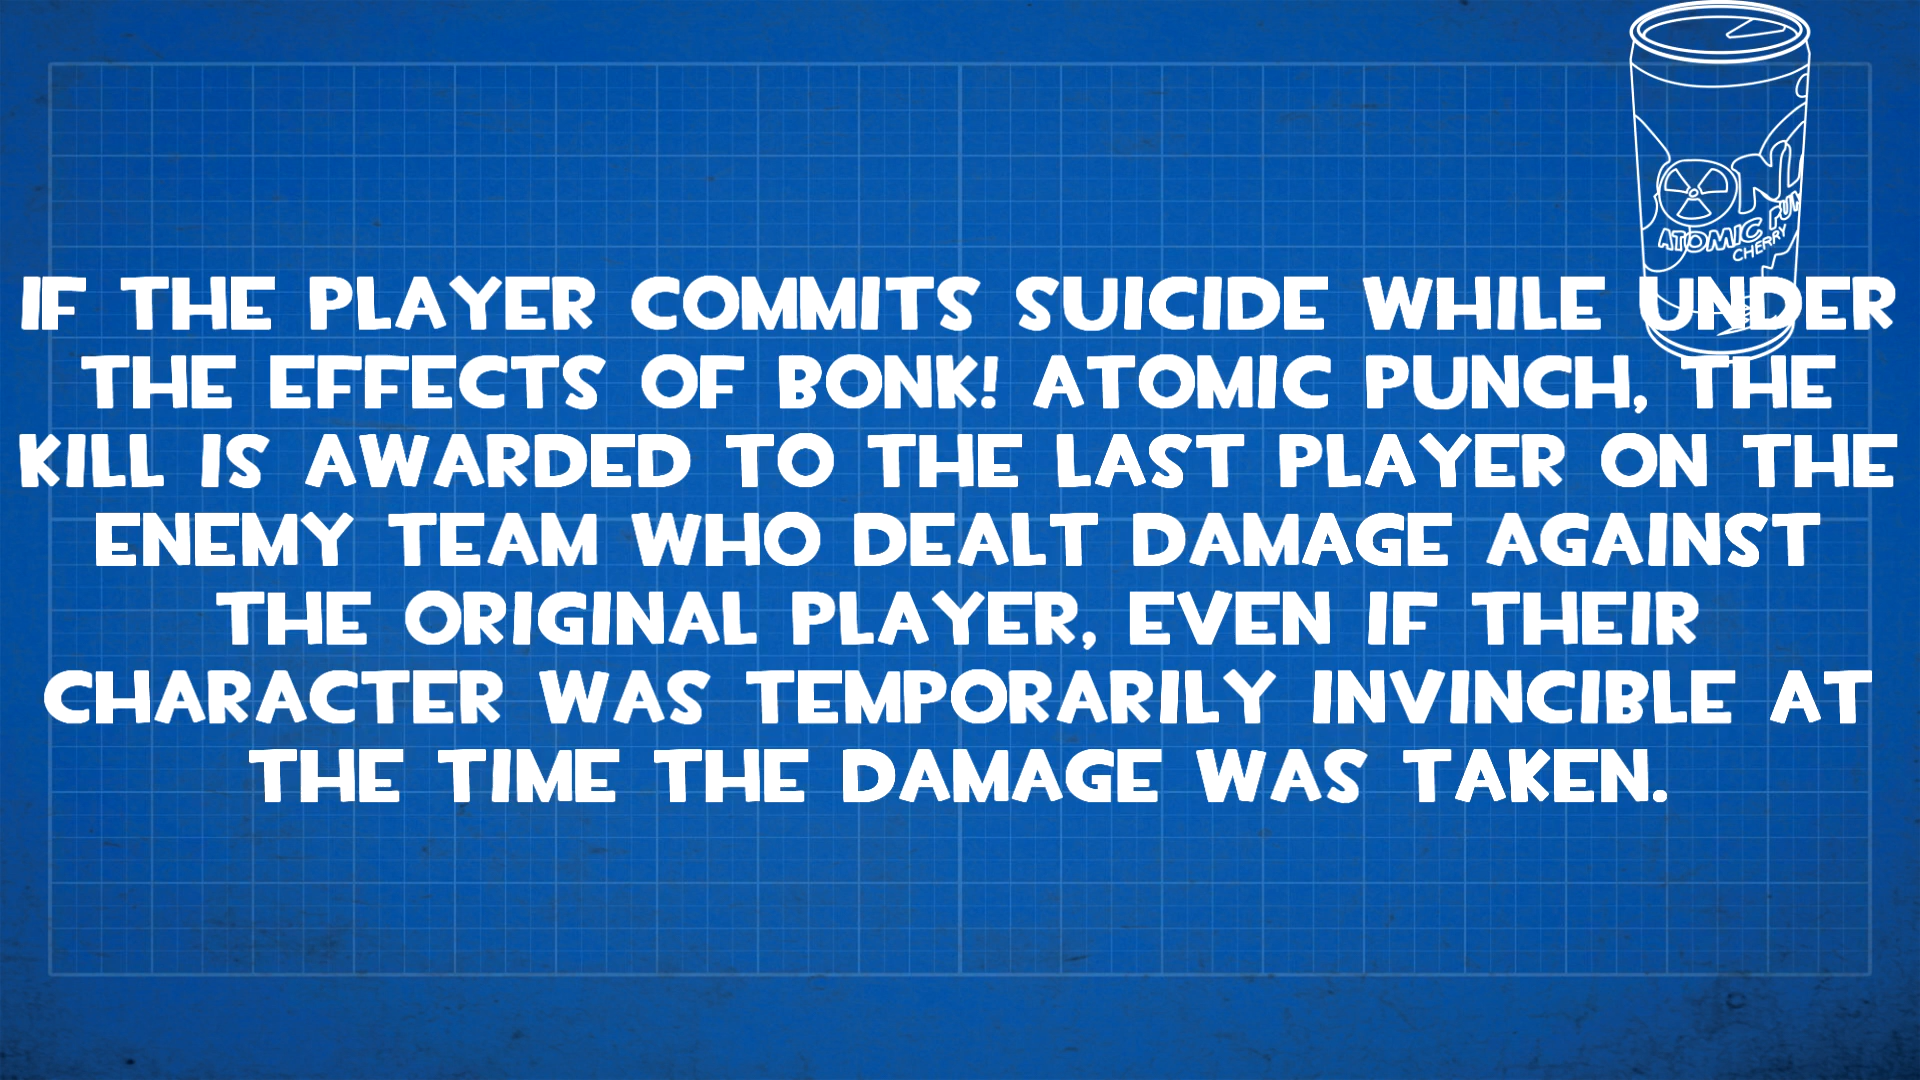 IF THE PLAYER COMMITS SUICIDE WHILE UNDER
THE EFFECTS OF BONK! ATOMIC PUNCH, THE
KILL IS AWARDED TO THE LAST PLAYER ON THE
ENEMY TEAM WHO DEALT DAMAGE AGAINST
THE ORIGINAL PLAYER, EVEN IF THEIR
CHARACTER WAS TEMPORARILY INVINCIBLE AT
THE TIME THE DAMAGE WAS TAKEN.
ATOMIC PUN
CHERRY